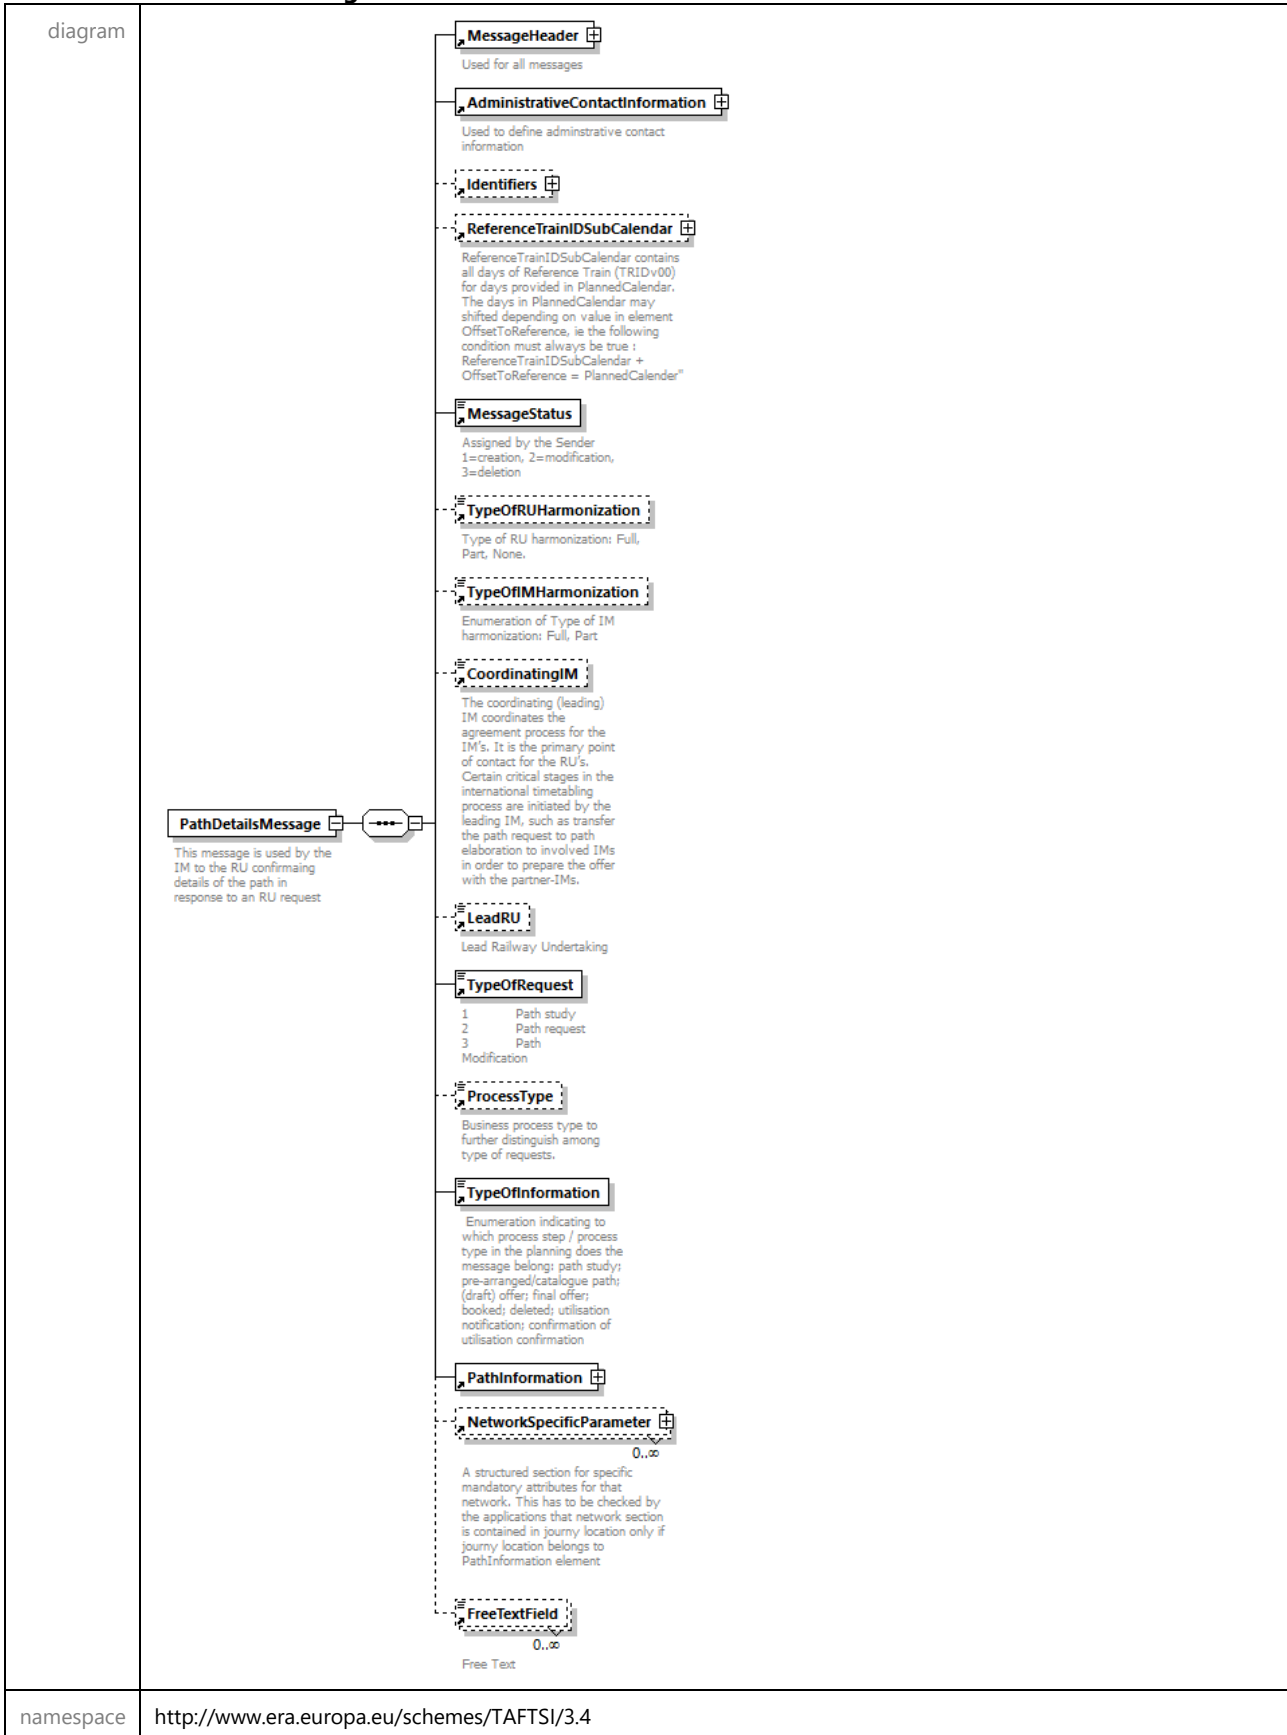 diagram
MessageHeader
Used for all messages
AdministrativeContactInformation
Used to define adminstrative contact
information
Identifiers
ReferenceTrainIDSubCalendar
ReferenceTrainIDSubCalendar contains
all days of Reference Train (TRIDv00)
for days provided in PlannedCalendar.
The days in PlannedCalendar may
shifted depending on value in element
OffsetToReference, ie the following
condition must always be true :
ReferenceTrainIDSubCalendar +
OffsetToReference = PlannedCalender"
MessageStatus
Assigned by the Sender
1=creation, 2=modification,
3=deletion
TypeOfRUHarmonization
Type of RU harmonization: Full,
Part, None.
TypeOfIMHarmonization
Enumeration of Type of IM
harmonization: Full, Part
CoordinatingIM
The coordinating (leading)
IM coordinates the
agreement process for the
IM's. It is the primary point
of contact for the RU's.
Certain critical stages in the
international timetabling
process are initiated by the
leading IM, such as transfer
the path request to path
elaboration to involved IMs
in order to prepare the offer
with the partner-IMs.
PathDetailsMessage
This message is used by the
IM to the RU confirmaing
details of the path in
response to an RU request
LeadRU
Lead Railway Undertaking
TypeOfRequest
1 Path study
2 Path request
3 Path
Modification
ProcessType
Business process type to
further distinguish among
type of requests.
TypeOfInformation
Enumeration indicating to
which process step / process
type in the planning does the
message belong: path study;
pre-arranged/catalogue path;
(draft) offer; final offer;
booked; deleted; utilisation
notification; confirmation of
utilisation confirmation
PathInformation
NetworkSpecificParameter
0..∞
A structured section for specific
mandatory attributes for that
network. This has to be checked by
the applications that network section
is contained in journy location only if
journy location belongs to
PathInformation element
FreeTextField
0..∞
Free Text
namespace http://www.era.europa.eu/schemes/TAFTSI/3.4